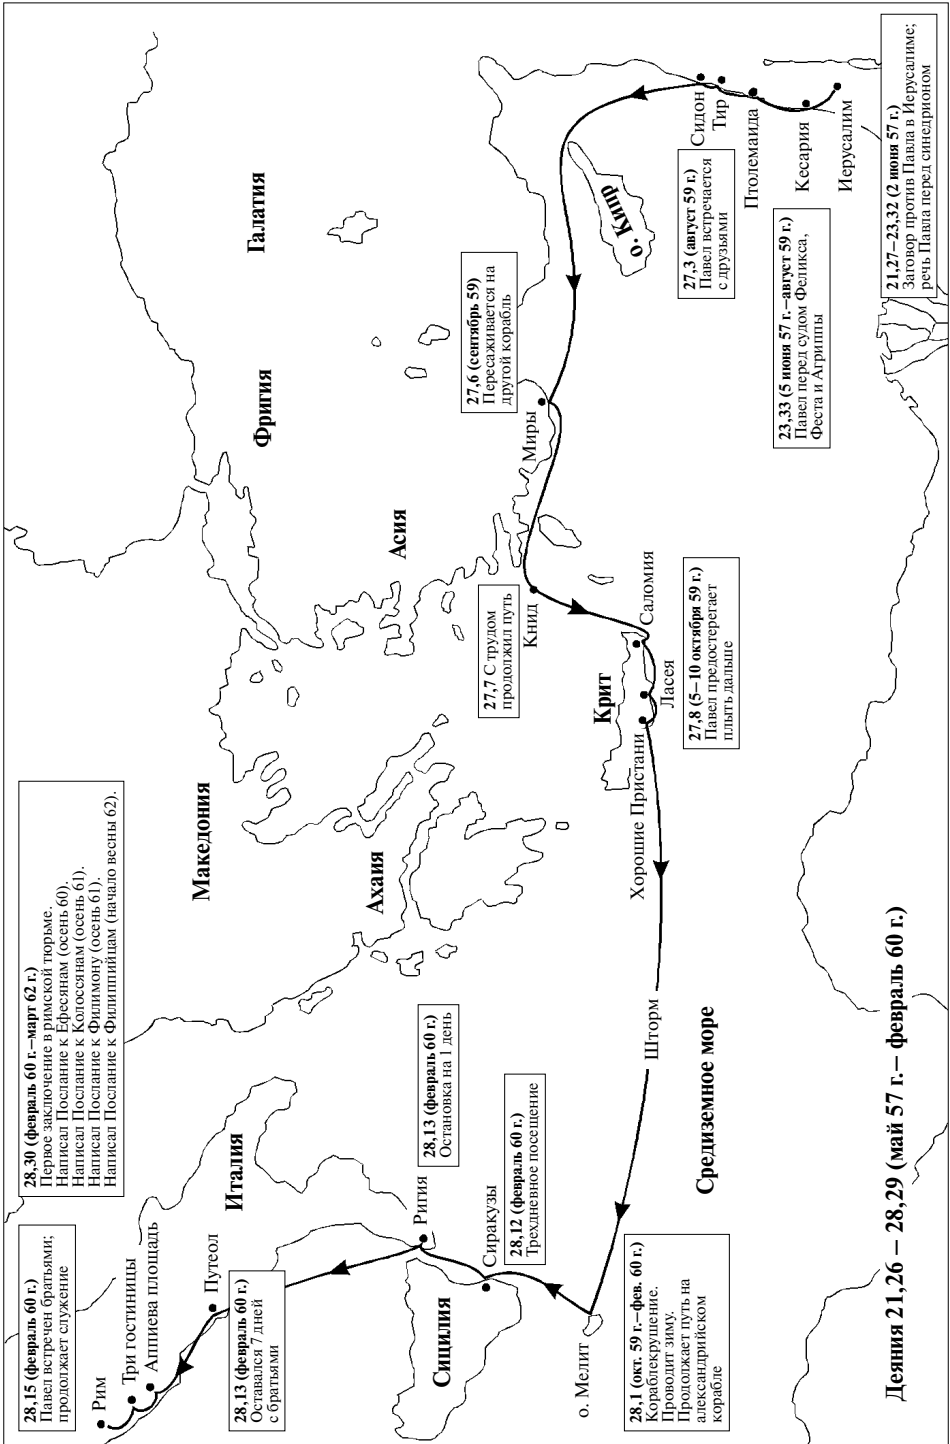 28,15 (февраль 60 г.)
Павел встречен братьями;
продолжает служение
28,30 (февраль 60 г.–март 62 г.)
Первое заключение в римской тюрьме.
Написал Послание к Ефесянам (осень 60).
Написал Послание к Колоссянам (осень 61).
Написал Послание к Филимону (осень 61).
Написал Послание к Филиппийцам (начало весны 62).
Рим
Три гостиницы
Аппиева площадь
Путеол
Италия
Македония
Фригия
Галатия
28,13 (февраль 60 г.)
Оставался 7 дней
с братьями
Ахаия
Асия
28,13 (февраль 60 г.)
Остановка на 1 день
Ригия
Сицилия
Сиракузы
28,12 (февраль 60 г.)
Трехдневное посещение
27,7 С трудом
продолжил путь
Книд
27,6 (сентябрь 59)
Пересаживается на
другой корабль
Миры
о. Кипр
Сидон
Тир
Птолемаида
Кесария
Иерусалим
27,3 (август 59 г.)
Павел встречается
с друзьями
о. Мелит
Крит
Саломия
Ласея
Хорошие Пристани
Шторм
28,1 (окт. 59 г.–фев. 60 г.)
Кораблекрушение.
Проводит зиму.
Продолжает путь на
александрийском
корабле
Средиземное море
27,8 (5–10 октября 59 г.)
Павел предостерегает
плыть дальше
23,33 (5 июня 57 г.–август 59 г.)
Павел перед судом Феликса,
Феста и Агриппы
21,27–23,32 (2 июня 57 г.)
Заговор против Павла в Иерусалиме;
речь Павла перед синедрионом
Деяния 21,26 – 28,29 (май 57 г.– февраль 60 г.)